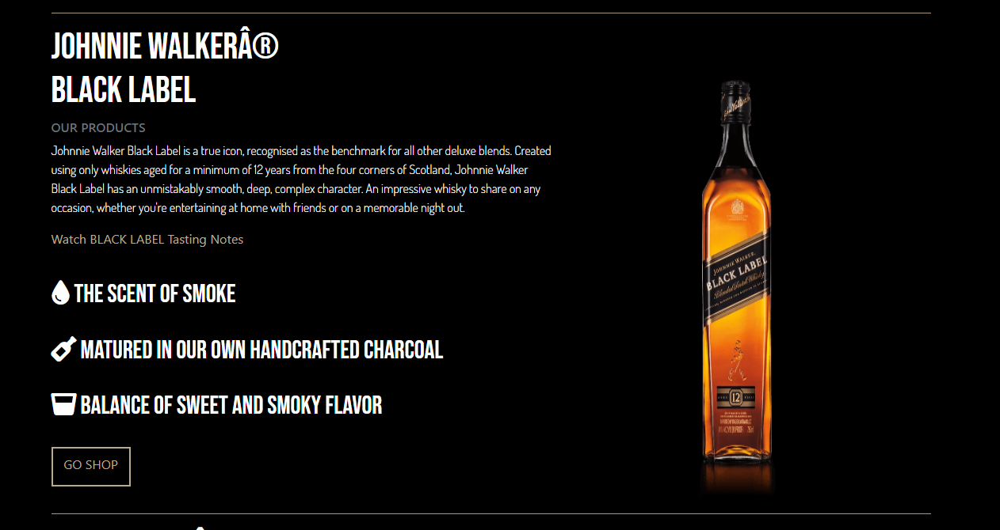 JOHNNIE WALKERÂ®
BLACK LABEL
OUR PRODUCTS
Johnnie Walker Black Label is a true icon, recognised as the benchmark for all other deluxe blends. Created
using only whiskies aged for a minimum of 12 years from the four corners of Scotland, Johnnie Walker
Black Label has an unmistakably smooth, deep, complex character. An impressive whisky to share on any
occasion, whether you're entertaining at home with friends or on a memorable night out.
Watch BLACK LABEL Tasting Notes
THE SCENT OF SMOKE
MATURED IN OUR OWN HANDCRAFTED CHARCOAL
BALANCE OF SWEET AND SMOKY FLAVOR
GO SHOP
Johnnie Walker
JOHNNIE WALKER.
BLACK LABEL
Blended Scotch Whisky
12